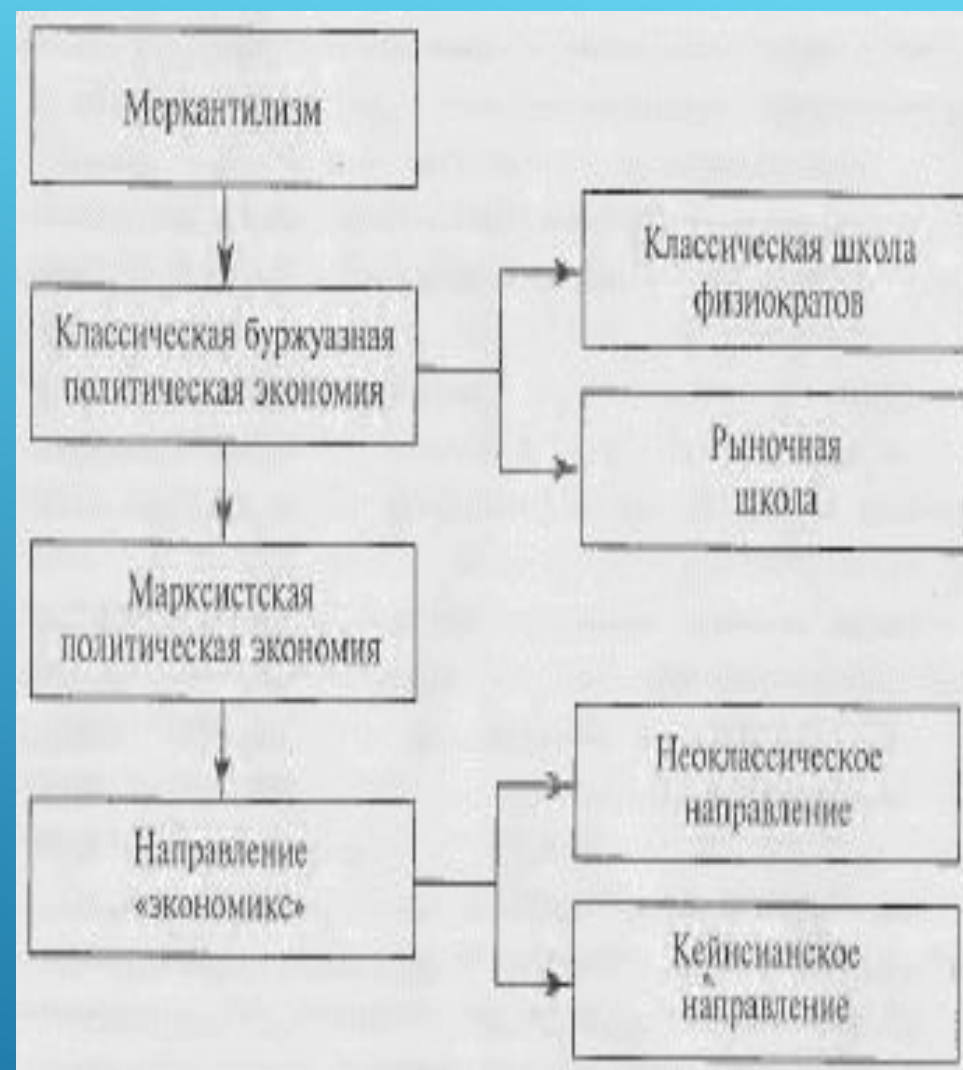 Меркантилизм
Классическая буржуазная
политическая экономия
Классическая школа
физиократов
Рыночная
школа
Марксистская
политическая экономия
Направление
«экономикс»
Неоклассическое
направление
Кейнсианское
направление